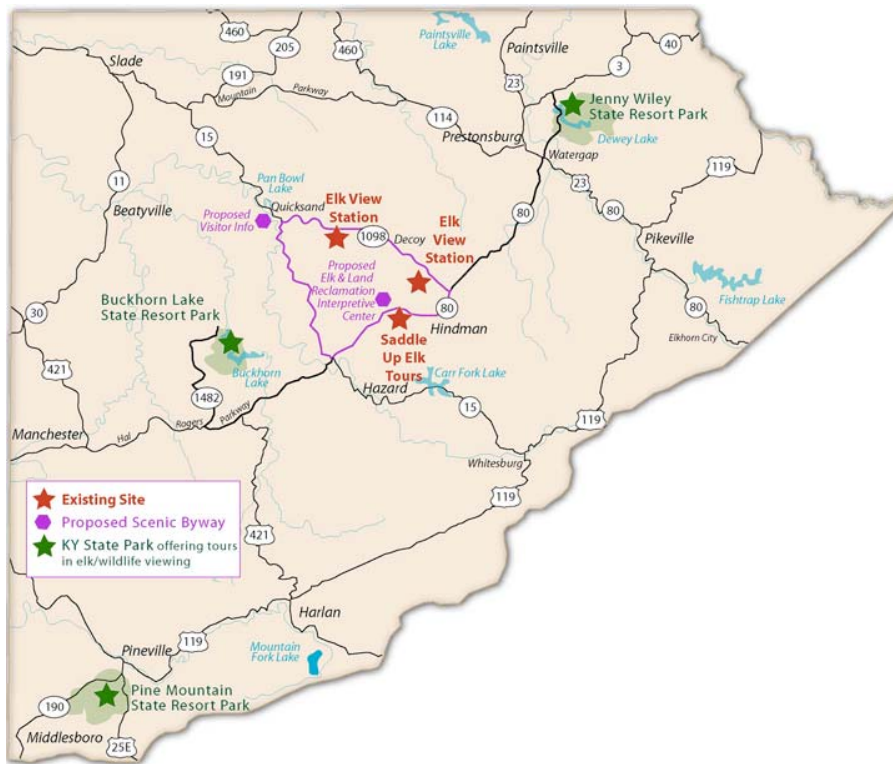 460
205
460
Paintsville
Lake
Paintsville
40
Slade
191
Mountain
Parkway
23
3
114
Prestonsburg
Jenny Wiley
State Resort Park
Dewey Lake
15
Watergap
119
11
Pan Bowl
Lake
Quicksand
Elk View
Station
23
Beatyville
Proposed
Visitor Info
1098
Decoy
Elk
View
Station
80
80
Pikeville
Proposed
Elk & Land
Reclamation
Interpretive
Center
Buckhorn Lake
State Resort Park
30
80
Hindman
Fishtrap Lake
80
Elkhorn City
Saddle
Up Elk
Tours
421
Buckhorn
Lake
1482
Hazard
Carr Fork Lake
15
119
Manchester
Hal
Rogers
Parkway
Whitesburg
119
Existing Site
Proposed Scenic Byway
KY State Park offering tours
in elk/wildlife viewing
421
Harlan
Pineville
119
Mountain
Fork Lake
Pine Mountain
State Resort Park
190
Middlesboro
25E